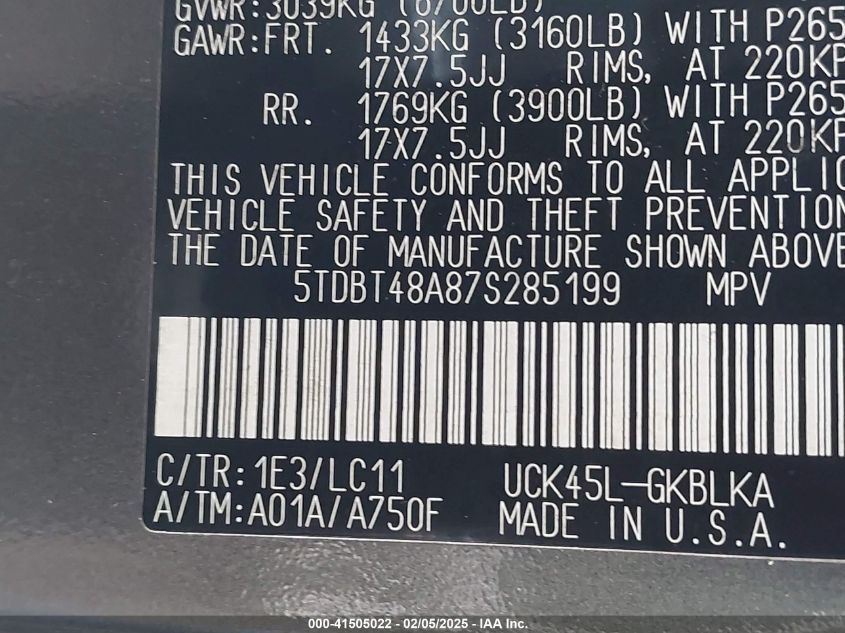 GVWR:3039KG (6700LB)
GAWR:FRT. 1433KG (3160LB) WITH P265
17X7.5JJ RIMS, AT 220KP
RR. 1769KG (3900LB) WITH P265
17X7.5JJ RIMS, AT 220KP
THIS VEHICLE CONFORMS TO ALL APPLIC
VEHICLE SAFETY AND THEFT PREVENTION
THE DATE OF MANUFACTURE SHOWN ABOVE
5TDBT48A87S285199 MPV
C/TR:1E3/LC11 UCK45L-GKBLKA
A/TM:A01A/A750F MADE IN U.S.A.
000-41505022 - 02/05/2025 - IAA Inc.